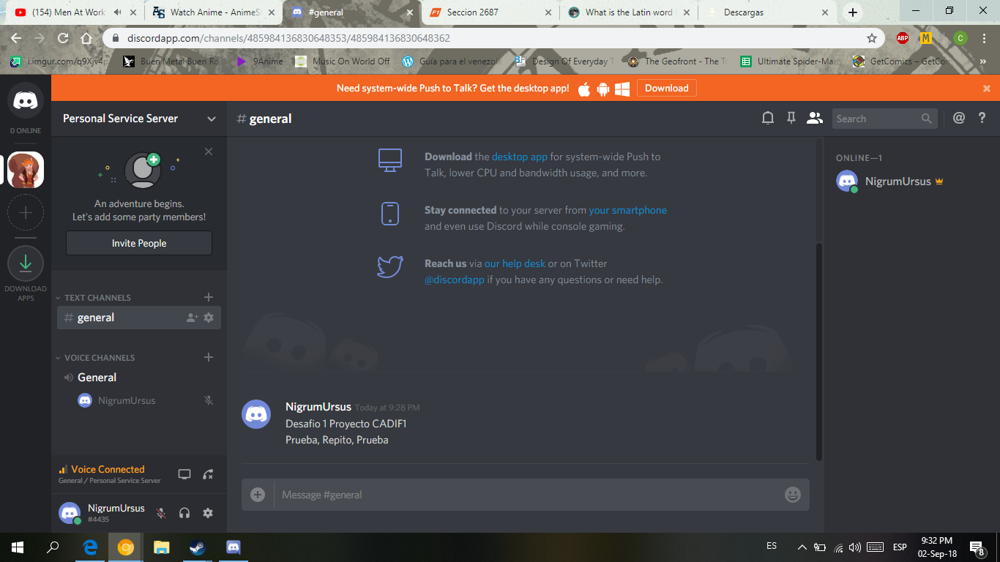 (154) Men At Work
Watch Anime - AnimeS
#general
Seccion 2687
What is the Latin word f
Descargas
discordapp.com/channels/485984136830648353/485984136830648362
ABP
M
C
i.imgur.com/q9Xjv4p
Buen Metal Buen Ro
9Anime
Music On World Off
Guía para el venezola
Design Of Everyday T
The Geofront - The Tr
Ultimate Spider-Man
GetComics – GetCom
Need system-wide Push to Talk? Get the desktop app!
Download
0 ONLINE
DOWNLOAD
APPS
Personal Service Server
An adventure begins.
Let's add some party members!
Invite People
TEXT CHANNELS
# general
VOICE CHANNELS
General
NigrumUrsus
Voice Connected
General / Personal Service Server
NigrumUrsus
#4435
# general
Search
@
?
Download the desktop app for system-wide Push to
Talk, lower CPU and bandwidth usage, and more.
Stay connected to your server from your smartphone
and even use Discord while console gaming.
Reach us via our help desk or on Twitter
@discordapp if you have any questions or need help.
NigrumUrsus Today at 9:28 PM
Desafio 1 Proyecto CADIF1
Prueba, Repito, Prueba
Message #general
ONLINE—1
NigrumUrsus
ES
ESP
9:32 PM
02-Sep-18
8